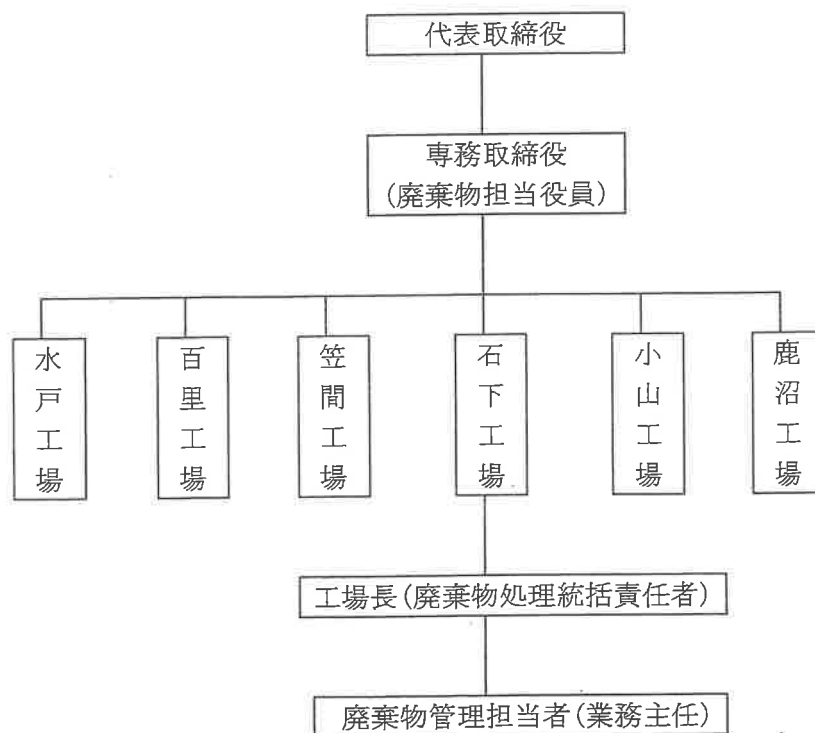 代表取締役
専務取締役
(廃棄物担当役員)
水戸工場
百里工場
笠間工場
石下工場
小山工場
鹿沼工場
工場長(廃棄物処理統括責任者)
廃棄物管理担当者(業務主任)